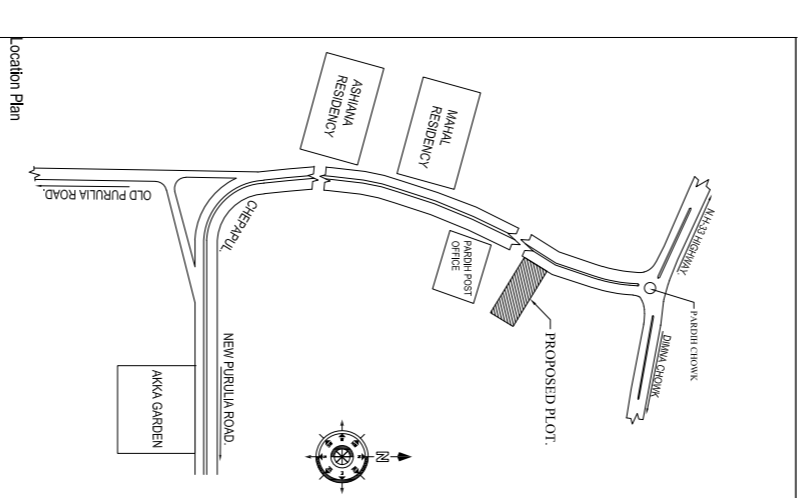 Location Plan
ASHIANA
RESIDENCY
MAHAL
RESIDENCY
OLD PURULIA ROAD.
CHEPAPUL.
PARDIH POST
OFFICE
N.H-33 HIGHWAY.
PARDIH CHOWK
DIMNA CHOWK
PROPOSED PLOT.
NEW PURULIA ROAD.
AKKA GARDEN
N